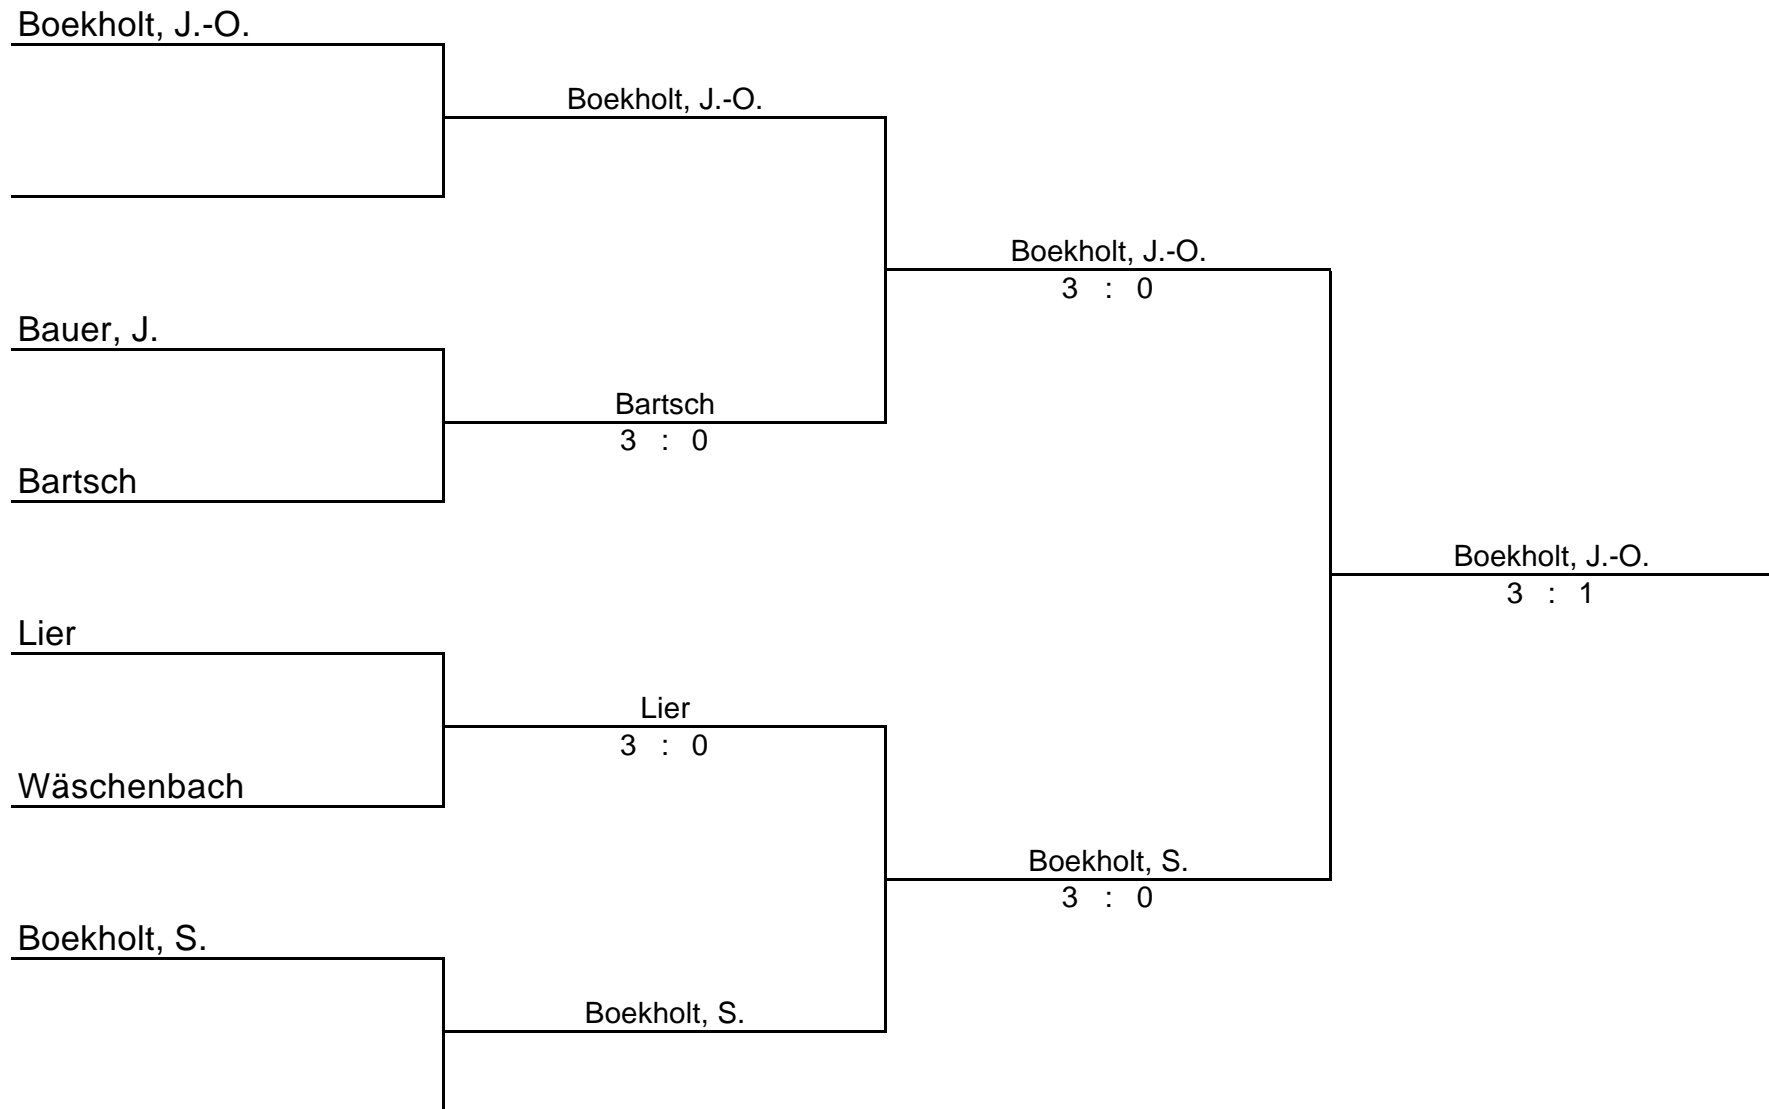 Boekholt, J.-O.
Boekholt, J.-O.
Boekholt, J.-O.
3 : 0
Bauer, J.
Bartsch
3 : 0
Bartsch
Boekholt, J.-O.
3 : 1
Lier
Lier
3 : 0
Wäschenbach
Boekholt, S.
3 : 0
Boekholt, S.
Boekholt, S.